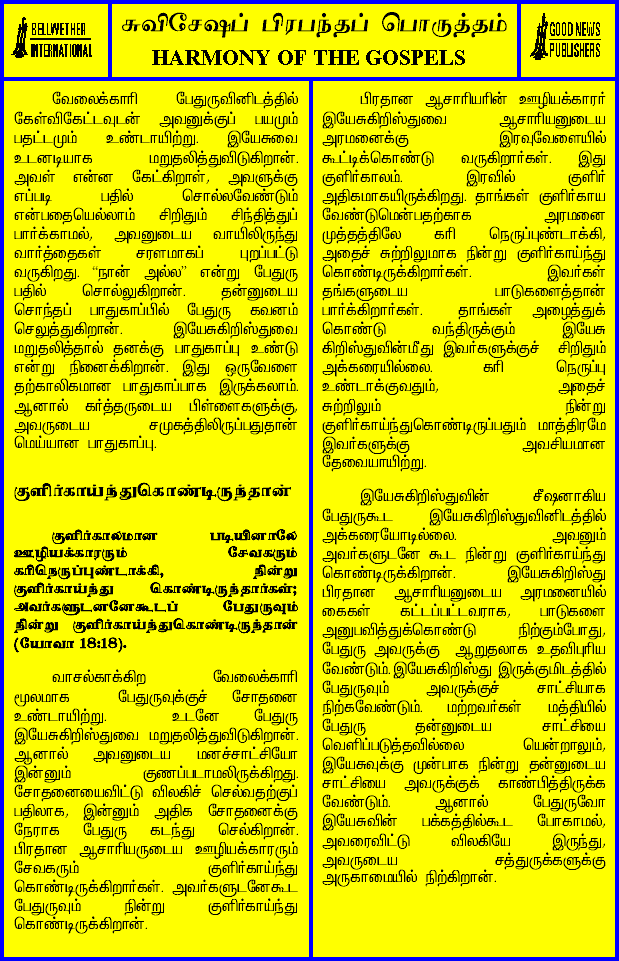 BELLWETHER
INTERNATIONAL
சுவிசேஷப் பிரபந்தப் பொருத்தம்
HARMONY OF THE GOSPELS
GOOD NEWS
PUBLISHERS
வேலைக்காரி பேதுருவினிடத்தில்
கேள்விகேட்டவுடன் அவனுக்குப் பயமும்
பதட்டமும் உண்டாயிற்று. இயேசுவை
உடனடியாக மறுதலித்துவிடுகிறான்.
அவள் என்ன கேட்கிறாள், அவளுக்கு
எப்படி பதில் சொல்லவேண்டும்
என்பதையெல்லாம் சிறிதும் சிந்தித்துப்
பார்க்காமல், அவனுடைய வாயிலிருந்து
வார்த்தைகள் சரளமாகப் புறப்பட்டு
வருகிறது. “நான் அல்ல” என்று பேதுரு
பதில் சொல்லுகிறான். தன்னுடைய
சொந்தப் பாதுகாப்பில் பேதுரு கவனம்
செலுத்துகிறான். இயேசுகிறிஸ்துவை
மறுதலித்தால் தனக்கு பாதுகாப்பு உண்டு
என்று நினைக்கிறான். இது ஒருவேளை
தற்காலிகமான பாதுகாப்பாக இருக்கலாம்.
ஆனால் கர்த்தருடைய பிள்ளைகளுக்கு,
அவருடைய சமுகத்திலிருப்பதுதான்
மெய்யான பாதுகாப்பு.
குளிர்காய்ந்துகொண்டிருந்தான்
குளிர்காலமான படியினாலே
ஊழியக்காரரும் சேவகரும்
கரிநெருப்புண்டாக்கி, நின்று
குளிர்காய்ந்து கொண்டிருந்தார்கள்;
அவர்களுடனனேகூடப் பேதுருவும்
நின்று குளிர்காய்ந்துகொண்டிருந்தான்
(யோவா 18:18).
வாசல்காக்கிற வேலைக்காரி
மூலமாக பேதுருவுக்குச் சோதனை
உண்டாயிற்று. உடனே பேதுரு
இயேசுகிறிஸ்துவை மறுதலித்துவிடுகிறான்.
ஆனால் அவனுடைய மனச்சாட்சியோ
இன்னும் குணப்படாமலிருக்கிறது.
சோதனையைவிட்டு விலகிச் செல்வதற்குப்
பதிலாக, இன்னும் அதிக சோதனைக்கு
நேராக பேதுரு கடந்து செல்கிறான்.
பிரதான ஆசாரியருடைய ஊழியக்காரரும்
சேவகரும் குளிர்காய்ந்து
கொண்டிருக்கிறார்கள். அவர்களுடனேகூட
பேதுருவும் நின்று குளிர்காய்ந்து
கொண்டிருக்கிறான்.
பிரதான ஆசாரியரின் ஊழியக்காரர்
இயேசுகிறிஸ்துவை ஆசாரியனுடைய
அரமனைக்கு இரவுவேளையில்
கூட்டிக்கொண்டு வருகிறார்கள். இது
குளிர்காலம். இரவில் குளிர்
அதிகமாகயிருக்கிறது. தாங்கள் குளிர்காய
வேண்டுமென்பதற்காக அரமனை
முத்தத்திலே கரி நெருப்புண்டாக்கி,
அதைச் சுற்றிலுமாக நின்று குளிர்காய்ந்து
கொண்டிருக்கிறார்கள். இவர்கள்
தங்களுடைய பாடுகளைத்தான்
பார்க்கிறார்கள். தாங்கள் அழைத்துக்
கொண்டு வந்திருக்கும் இயேசு
கிறிஸ்துவின்மீது இவர்களுக்குச் சிறிதும்
அக்கரையில்லை. கரி நெருப்பு
உண்டாக்குவதும், அதைச்
சுற்றிலும் நின்று
குளிர்காய்ந்துகொண்டிருப்பதும் மாத்திரமே
இவர்களுக்கு அவசியமான
தேவையாயிற்று.
இயேசுகிறிஸ்துவின் சீஷனாகிய
பேதுருகூட இயேசுகிறிஸ்துவினிடத்தில்
அக்கரையோடில்லை. அவனும்
அவர்களுடனே கூட நின்று குளிர்காய்ந்து
கொண்டிருக்கிறான். இயேசுகிறிஸ்து
பிரதான ஆசாரியனுடைய அரமனையில்
கைகள் கட்டப்பட்டவராக, பாடுகளை
அனுபவித்துக்கொண்டு நிற்கும்போது,
பேதுரு அவருக்கு ஆறுதலாக உதவிபுரிய
வேண்டும். இயேசுகிறிஸ்து இருக்குமிடத்தில்
பேதுருவும் அவருக்குச் சாட்சியாக
நிற்கவேண்டும். மற்றவர்கள் மத்தியில்
பேதுரு தன்னுடைய சாட்சியை
வெளிப்படுத்தவில்லை யென்றாலும்,
இயேசுவுக்கு முன்பாக நின்று தன்னுடைய
சாட்சியை அவருக்குக் காண்பித்திருக்க
வேண்டும். ஆனால் பேதுருவோ
இயேசுவின் பக்கத்தில்கூட போகாமல்,
அவரைவிட்டு விலகியே இருந்து,
அவருடைய சத்துருக்களுக்கு
அருகாமையில் நிற்கிறான்.